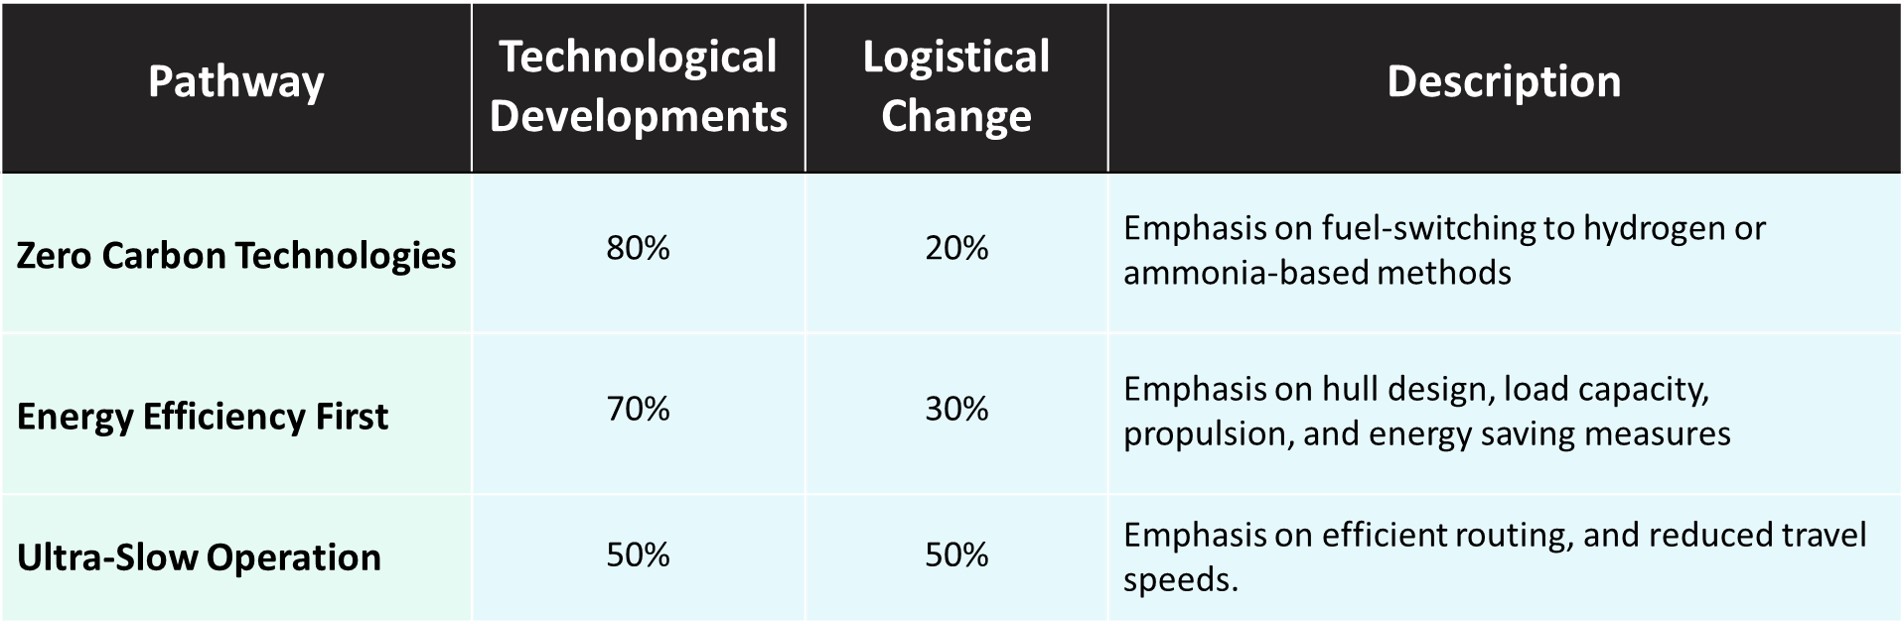 Pathway
Technological
Developments
Logistical
Change
Description
Zero Carbon Technologies
80%
20%
Emphasis on fuel-switching to hydrogen or
ammonia-based methods
Energy Efficiency First
70%
30%
Emphasis on hull design, load capacity,
propulsion, and energy saving measures
Ultra-Slow Operation
50%
50%
Emphasis on efficient routing, and reduced travel
speeds.